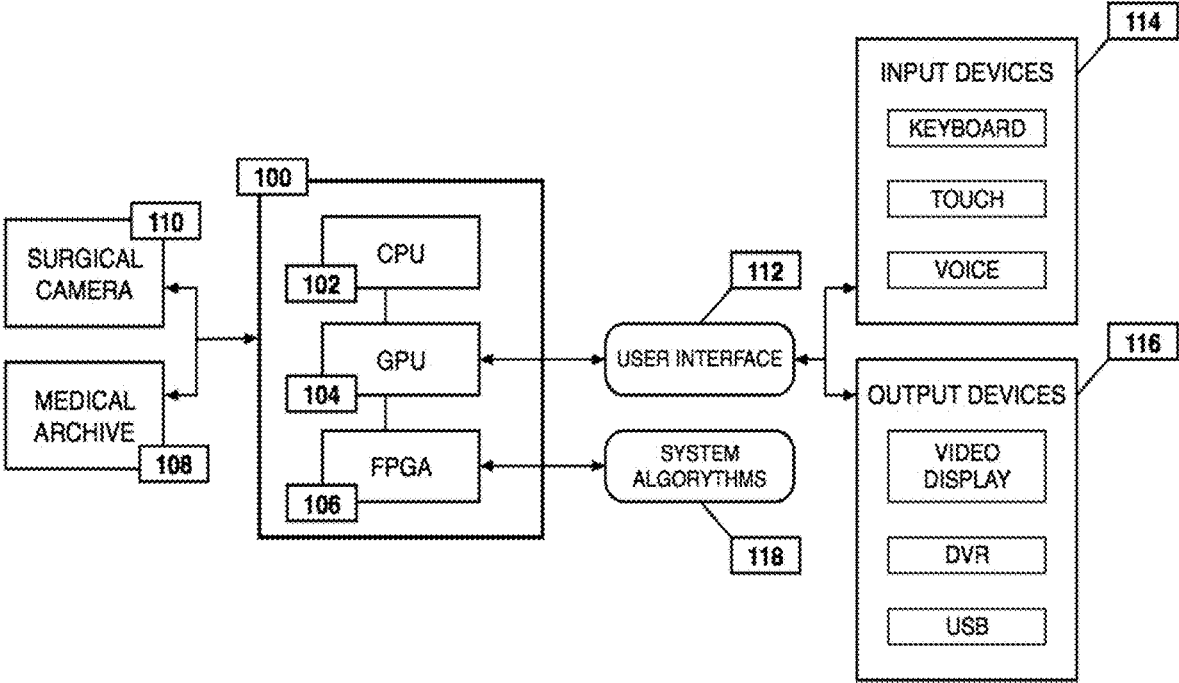 110
SURGICAL
CAMERA
MEDICAL
ARCHIVE
108
100
CPU
102
GPU
104
FPGA
106
112
USER INTERFACE
SYSTEM
ALGORYTHMS
118
114
INPUT DEVICES
KEYBOARD
TOUCH
VOICE
116
OUTPUT DEVICES
VIDEO
DISPLAY
DVR
USB